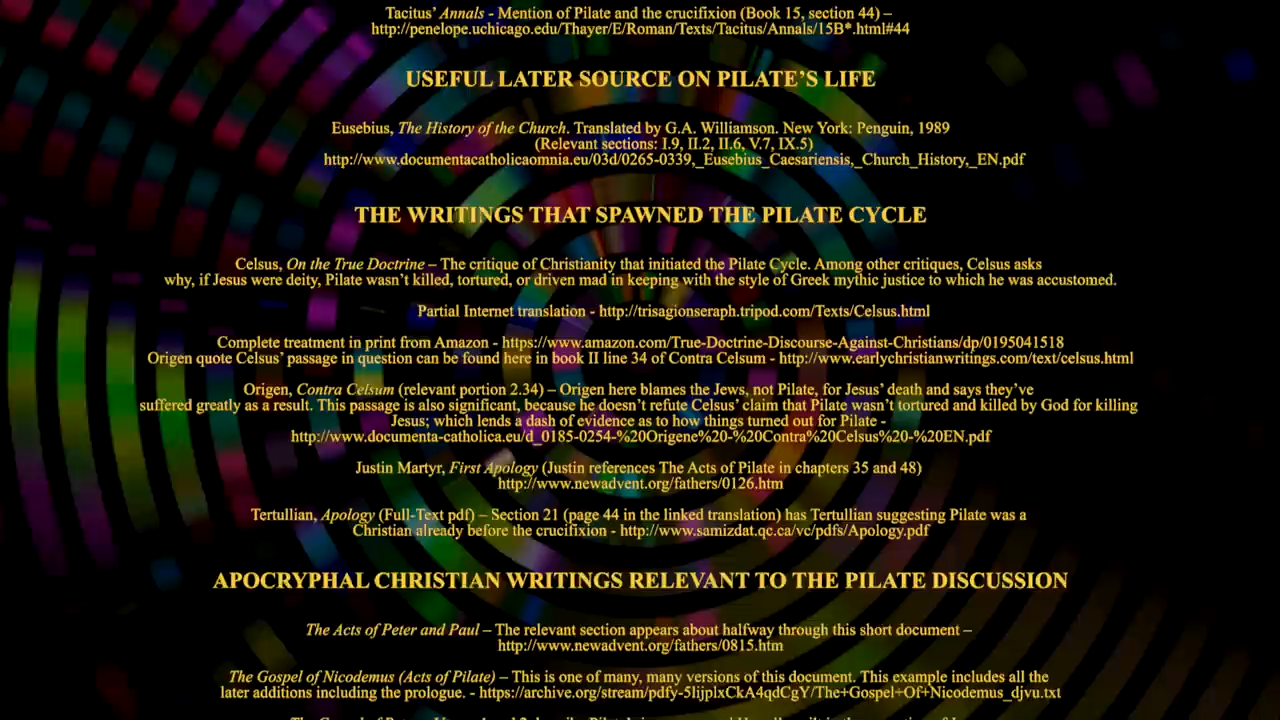 Tacitus’ Annals - Mention of Pilate and the crucifixion (Book 15, section 44) –
http://penelope.uchicago.edu/Thayer/E/Roman/Texts/Tacitus/Annals/15B*.html#44
USEFUL LATER SOURCE ON PILATE’S LIFE
Eusebius, The History of the Church. Translated by G.A. Williamson. New York: Penguin, 1989
(Relevant sections: I.9, II.2, II.6, V.7, IX.5)
http://www.documentacatholicaomnia.eu/03d/0265-0339,_Eusebius_Caesariensis,_Church_History,_EN.pdf
THE WRITINGS THAT SPAWNED THE PILATE CYCLE
Celsus, On the True Doctrine – The critique of Christianity that initiated the Pilate Cycle. Among other critiques, Celsus asks
why, if Jesus were deity, Pilate wasn’t killed, tortured, or driven mad in keeping with the style of Greek mythic justice to which he was accustomed.
Partial Internet translation - http://trisagionseraph.tripod.com/Texts/Celsus.html
Complete treatment in print from Amazon - https://www.amazon.com/True-Doctrine-Discourse-Against-Christians/dp/0195041518
Origen quote Celsus’ passage in question can be found here in book II line 34 of Contra Celsum - http://www.earlychristianwritings.com/text/celsus.html
Origen, Contra Celsum (relevant portion 2.34) – Origen here blames the Jews, not Pilate, for Jesus’ death and says they’ve
suffered greatly as a result. This passage is also significant, because he doesn’t refute Celsus’ claim that Pilate wasn’t tortured and killed by God for killing
Jesus; which lends a dash of evidence as to how things turned out for Pilate -
http://www.documenta-catholica.eu/d_0185-0254-%20Origene%20-%20Contra%20Celsus%20-%20EN.pdf
Justin Martyr, First Apology (Justin references The Acts of Pilate in chapters 35 and 48)
http://www.newadvent.org/fathers/0126.htm
Tertullian, Apology (Full-Text pdf) – Section 21 (page 44 in the linked translation) has Tertullian suggesting Pilate was a
Christian already before the crucifixion - http://www.samizdat.qc.ca/vc/pdfs/Apology.pdf
APOCRYPHAL CHRISTIAN WRITINGS RELEVANT TO THE PILATE DISCUSSION
The Acts of Peter and Paul – The relevant section appears about halfway through this short document –
http://www.newadvent.org/fathers/0815.htm
The Gospel of Nicodemus (Acts of Pilate) – This is one of many, many versions of this document. This example includes all the
later additions including the prologue. - https://archive.org/stream/pdfy-5ljjplxCkA4qdCgY/The+Gospel+Of+Nicodemus_djvu.txt